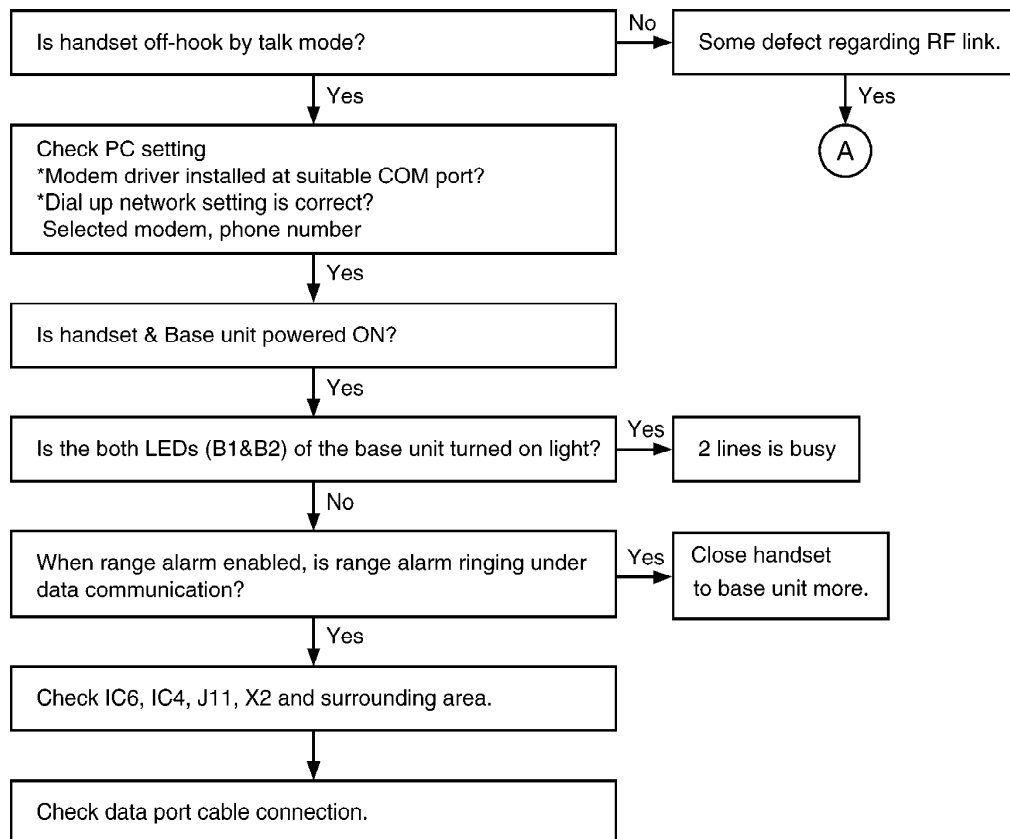 Is handset off-hook by talk mode?
No
Some defect regarding RF link.
Yes
Yes
A
Check PC setting
*Modem driver installed at suitable COM port?
*Dial up network setting is correct?
Selected modem, phone number
Yes
Is handset & Base unit powered ON?
Yes
Is the both LEDs (B1&B2) of the base unit turned on light?
Yes
2 lines is busy
No
When range alarm enabled, is range alarm ringing under
data communication?
Yes
Close handset
to base unit more.
Yes
Check IC6, IC4, J11, X2 and surrounding area.
Check data port cable connection.